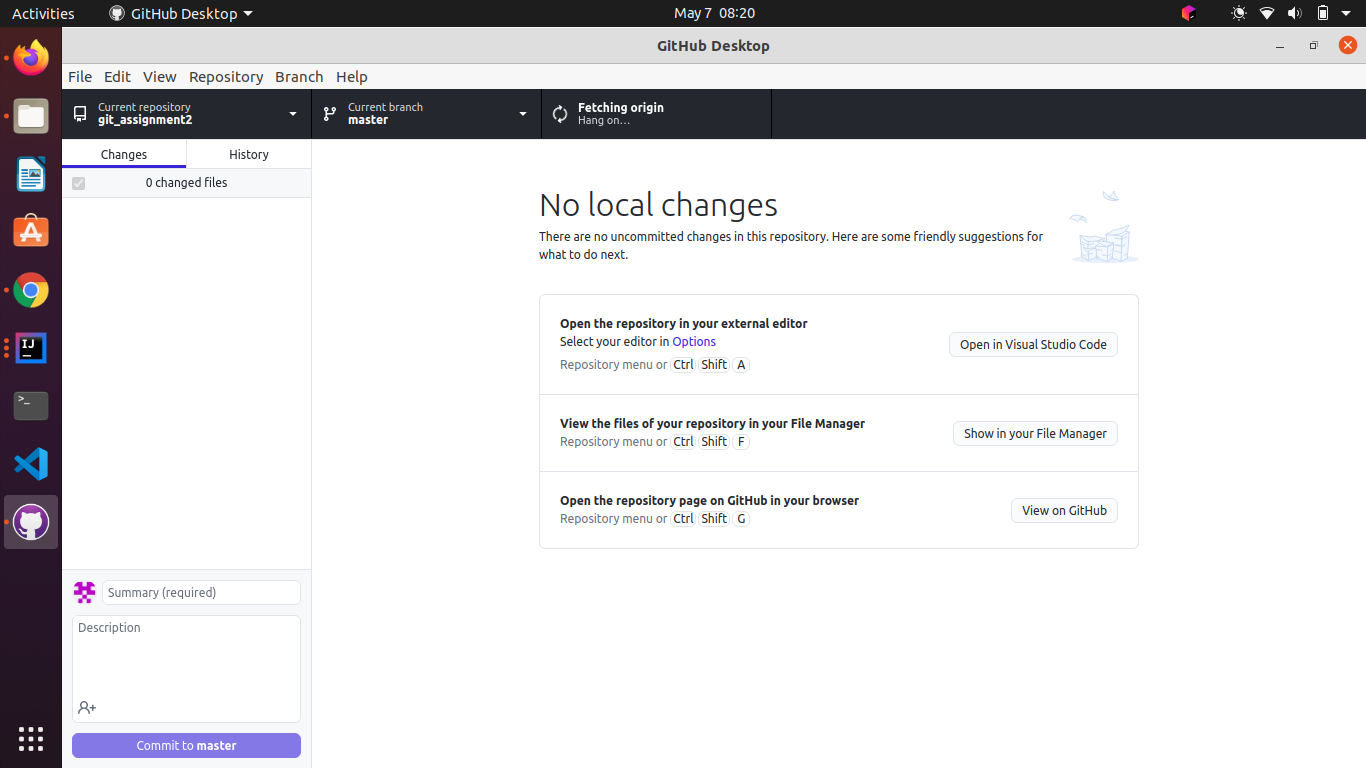 Activities
GitHub Desktop
May 7 08:20
GitHub Desktop
File Edit View Repository Branch Help
Current repository
git_assignment2
Current branch
master
Fetching origin
Hang on…
Changes
History
0 changed files
No local changes
There are no uncommitted changes in this repository. Here are some friendly suggestions for
what to do next.
Open the repository in your external editor
Select your editor in Options
Repository menu or Ctrl Shift A
Open in Visual Studio Code
View the files of your repository in your File Manager
Repository menu or Ctrl Shift F
Show in your File Manager
Open the repository page on GitHub in your browser
Repository menu or Ctrl Shift G
View on GitHub
IJ
>_
Summary (required)
Description
Commit to master